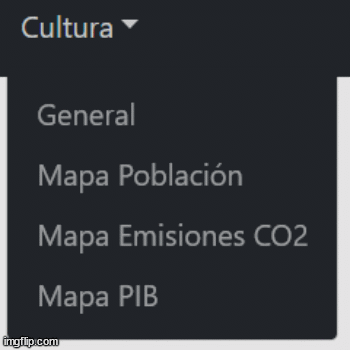 Cultura
General
Mapa Población
Mapa Emisiones CO2
Mapa PIB
imgflip.com